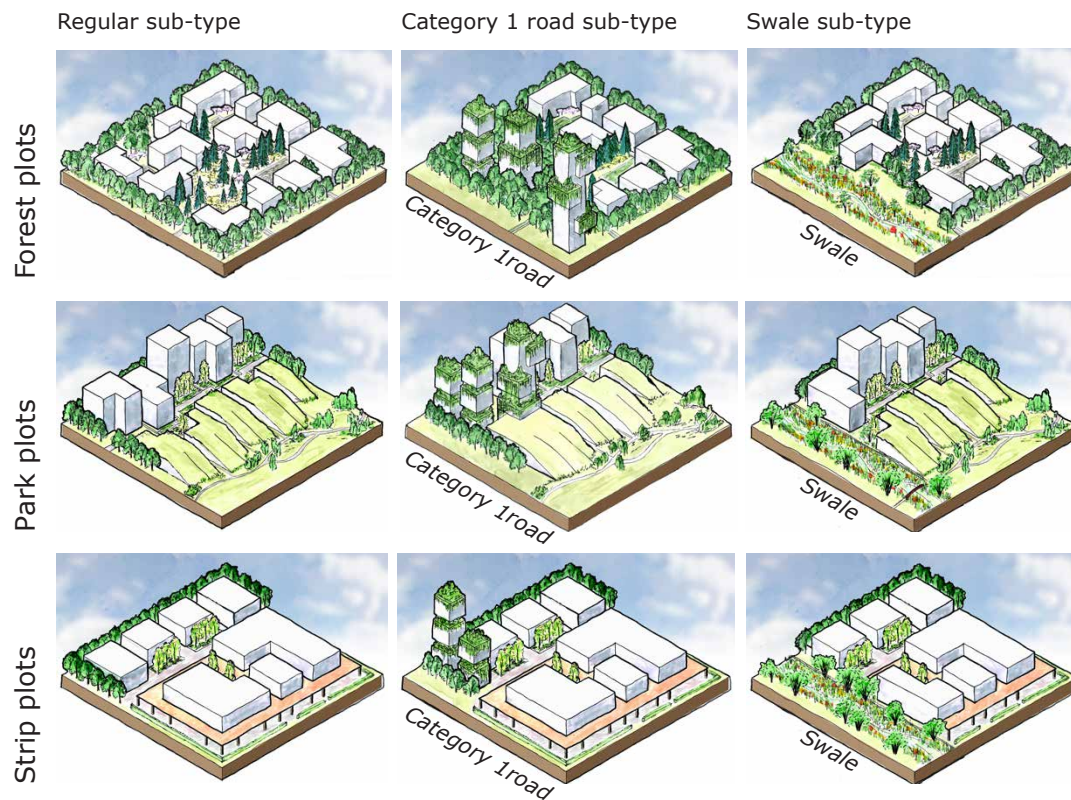 Regular sub-type
Category 1 road sub-type
Swale sub-type
Forest plots
Category 1road
Swale
Park plots
Category 1road
Swale
Strip plots
Category 1road
Swale